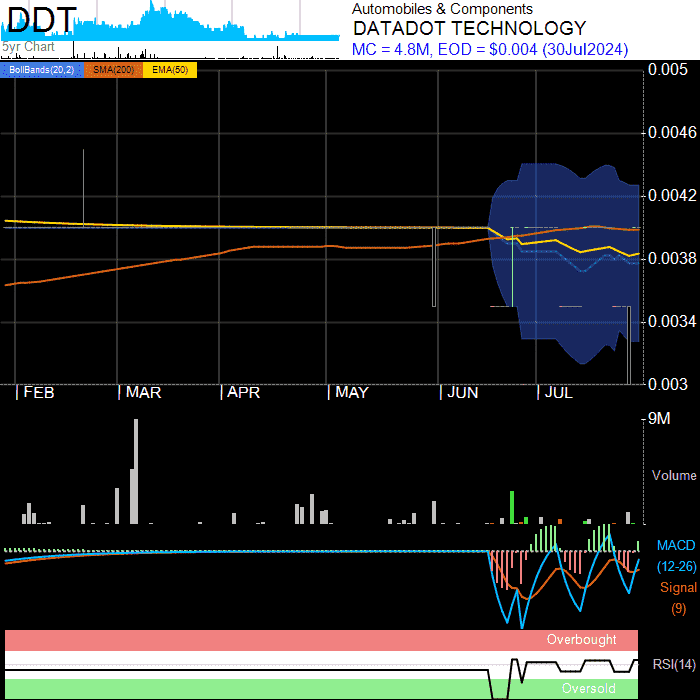 DDT
5yr Chart
Automobiles & Components
DATADOT TECHNOLOGY
MC = 4.8M, EOD = $0.004 (30Jul2024)
BollBands(20,2) SMA(200) EMA(50)
0.005
0.0046
0.0042
0.0038
0.0034
0.003
FEB MAR APR MAY JUN JUL
9M
Volume
MACD
(12-26)
Signal
(9)
Overbought
RSI(14)
Oversold